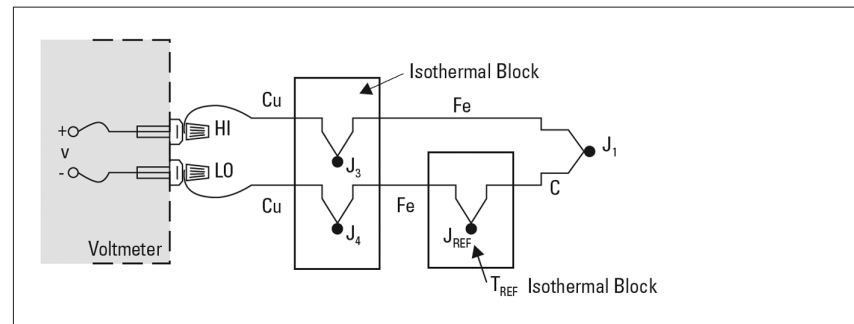 Isothermal Block
Cu
Fe
+
HI
J1
v
J3
-
LO
Cu
Fe
C
J4
JREF
Voltmeter
TREF Isothermal Block